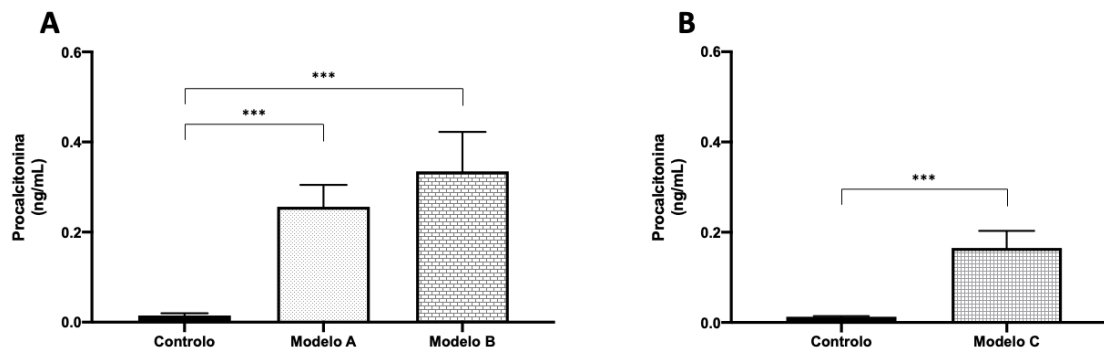 A
Procalcitonina
(ng/mL)
0.6
0.4
0.2
0.0
***
***
Controlo
Modelo A
Modelo B
B
Procalcitonina
(ng/mL)
0.6
0.4
0.2
0.0
***
Controlo
Modelo C